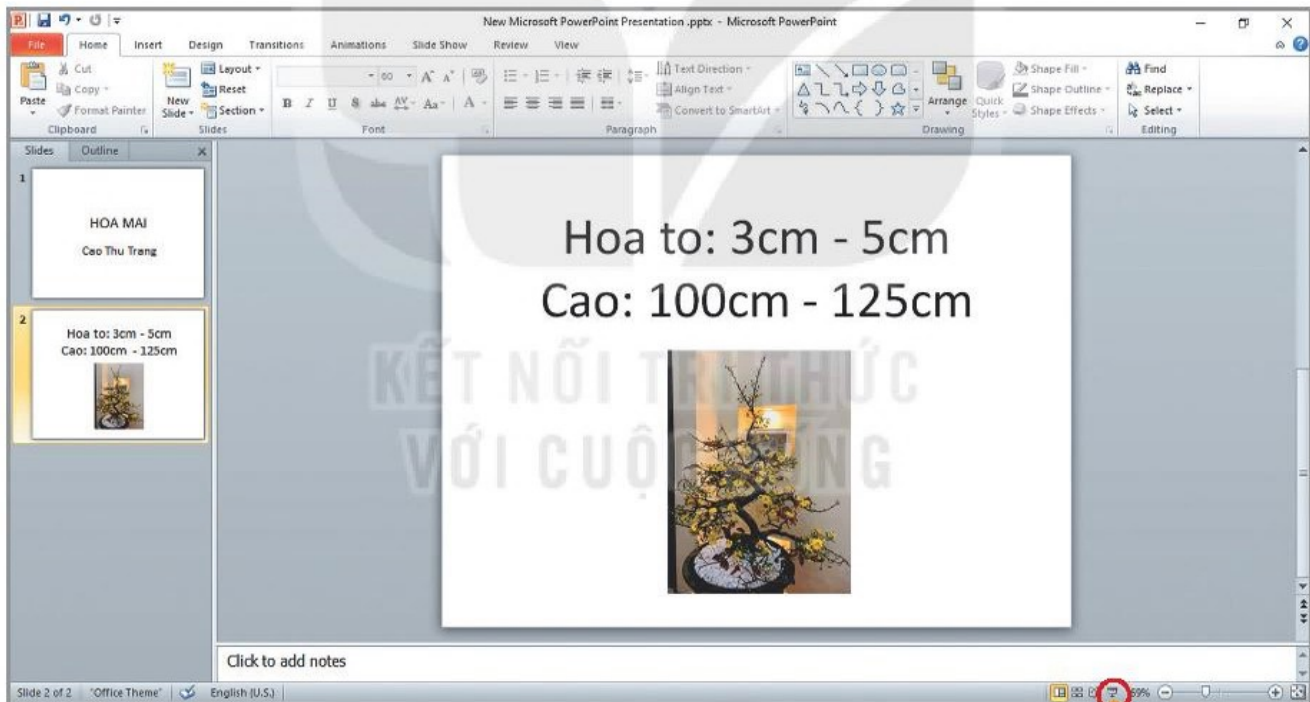 New Microsoft PowerPoint Presentation .pptx - Microsoft PowerPoint
File Home Insert Design Transitions Animations Slide Show Review View
Paste
Cut
Copy
Format Painter
Clipboard
New Slide
Layout
Reset
Section
Slides
60
Font
Text Direction
Align Text
Convert to SmartArt
Paragraph
Arrange
Quick Styles
Shape Fill
Shape Outline
Shape Effects
Drawing
Find
Replace
Select
Editing
Slides Outline
1
HOA MAI
Cao Thu Trang
2
Hoa to: 3cm - 5cm
Cao: 100cm - 125cm
Hoa to: 3cm - 5cm
Cao: 100cm - 125cm
KẾT NỐI TRI THỨC
VỚI CUỘC SỐNG
Click to add notes
Slide 2 of 2 "Office Theme" English (U.S.)